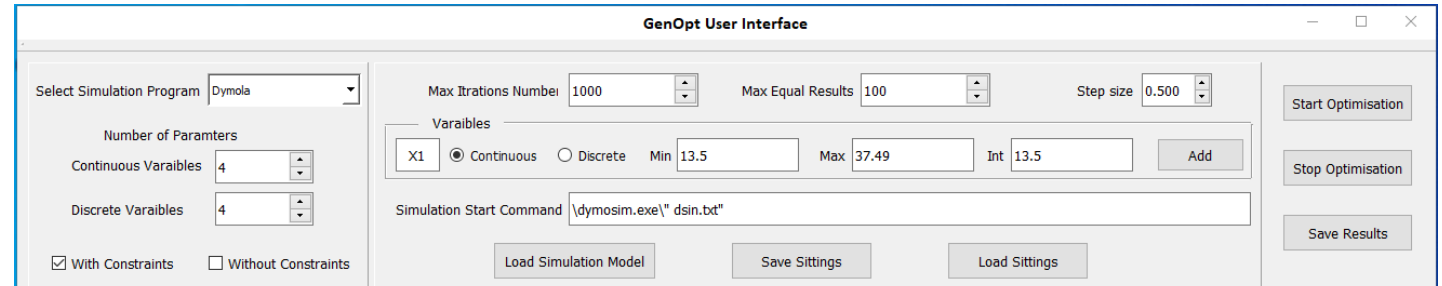 GenOpt User Interface
Select Simulation Program Dymola
Number of Paramters
Continuous Varaibles 4
Discrete Varaibles 4
With Constraints Without Constraints
Max Itrations Number 1000 Max Equal Results 100 Step size 0.500
Varaibles
X1 Continuous Discrete Min 13.5 Max 37.49 Int 13.5 Add
Simulation Start Command \dymosim.exe\" dsin.txt"
Load Simulation Model Save Sittings Load Sittings
Start Optimisation
Stop Optimisation
Save Results